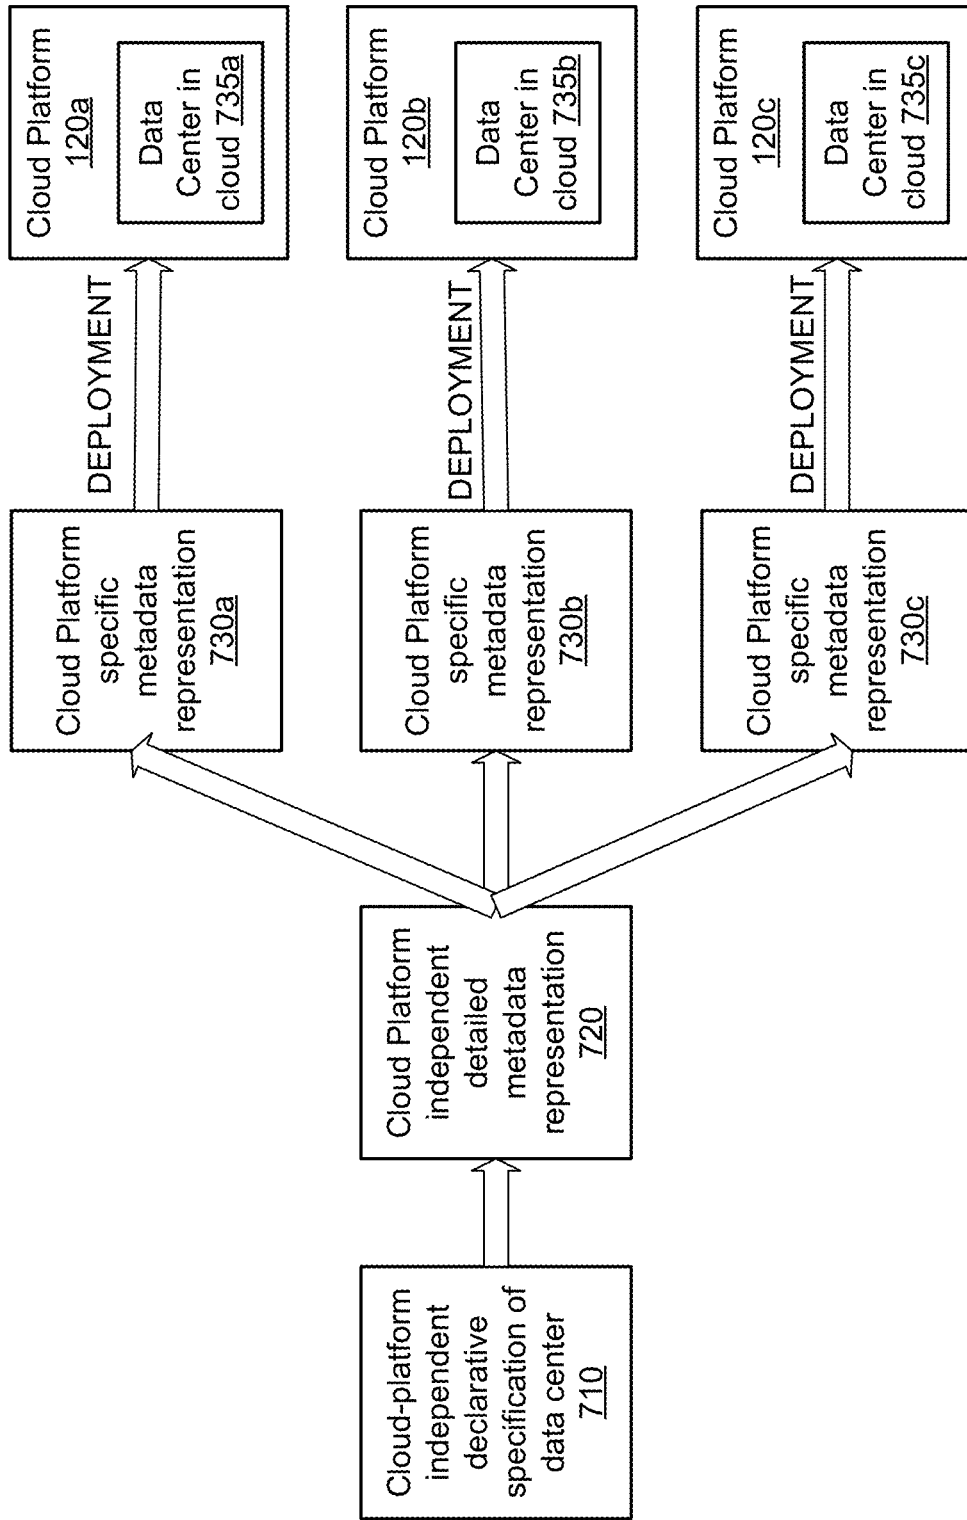 Cloud-platform
independent
declarative
specification of
data center
710
Cloud Platform
independent
detailed
metadata
representation
720
Cloud Platform
specific
metadata
representation
730a
DEPLOYMENT
Cloud Platform
120a
Data
Center in
cloud 735a
Cloud Platform
specific
metadata
representation
730b
DEPLOYMENT
Cloud Platform
120b
Data
Center in
cloud 735b
Cloud Platform
specific
metadata
representation
730c
DEPLOYMENT
Cloud Platform
120c
Data
Center in
cloud 735c